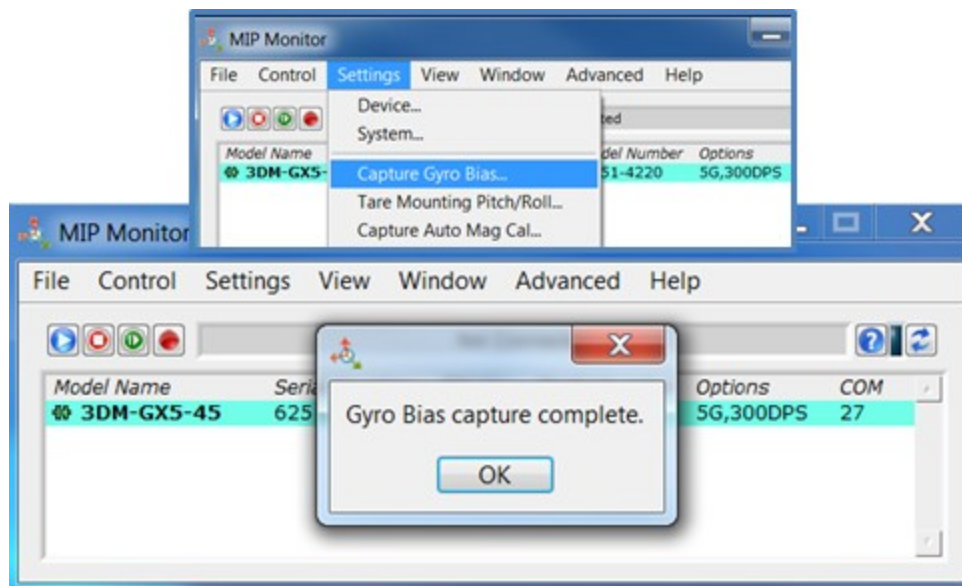 MIP Monitor
File Control Settings View Window Advanced Help
Device...
System...
Model Name del Number Options
3DM-GX5- 51-4220 5G,300DPS
Capture Gyro Bias...
Tare Mounting Pitch/Roll...
Capture Auto Mag Cal...
MIP Monitor
File Control Settings View Window Advanced Help
Model Name Seria Options COM
3DM-GX5-45 625 5G,300DPS 27
Gyro Bias capture complete.
OK